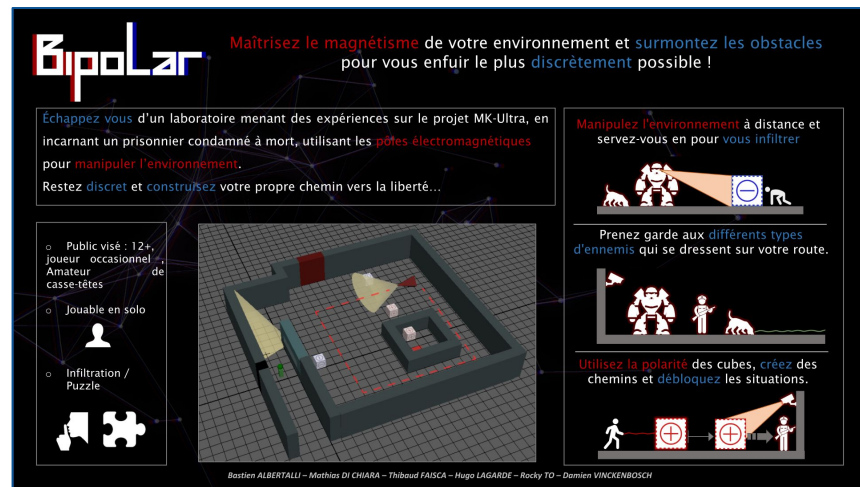 BipoLar
Maîtrisez le magnétisme de votre environnement et surmontez les obstacles
pour vous enfuir le plus discrètement possible !
Échappez vous d'un laboratoire menant des expériences sur le projet MK-Ultra, en
incarnant un prisonnier condamné à mort, utilisant les pôles électromagnétiques
pour manipuler l'environnement.
Restez discret et construisez votre propre chemin vers la liberté...
o Public visé : 12+,
joueur occasionnel ,
Amateur de
casse-têtes
o Jouable en solo
o Infiltration /
Puzzle
Manipulez l'environnement à distance et
servez-vous en pour vous infiltrer
Prenez garde aux différents types
d'ennemis qui se dressent sur votre route.
Utilisez la polarité des cubes, créez des
chemins et débloquez les situations.
Bastien ALBERTALLI – Mathias DI CHIARA – Thibaud FAISCA – Hugo LAGARDE – Rocky TO – Damien VINCKENBOSCH